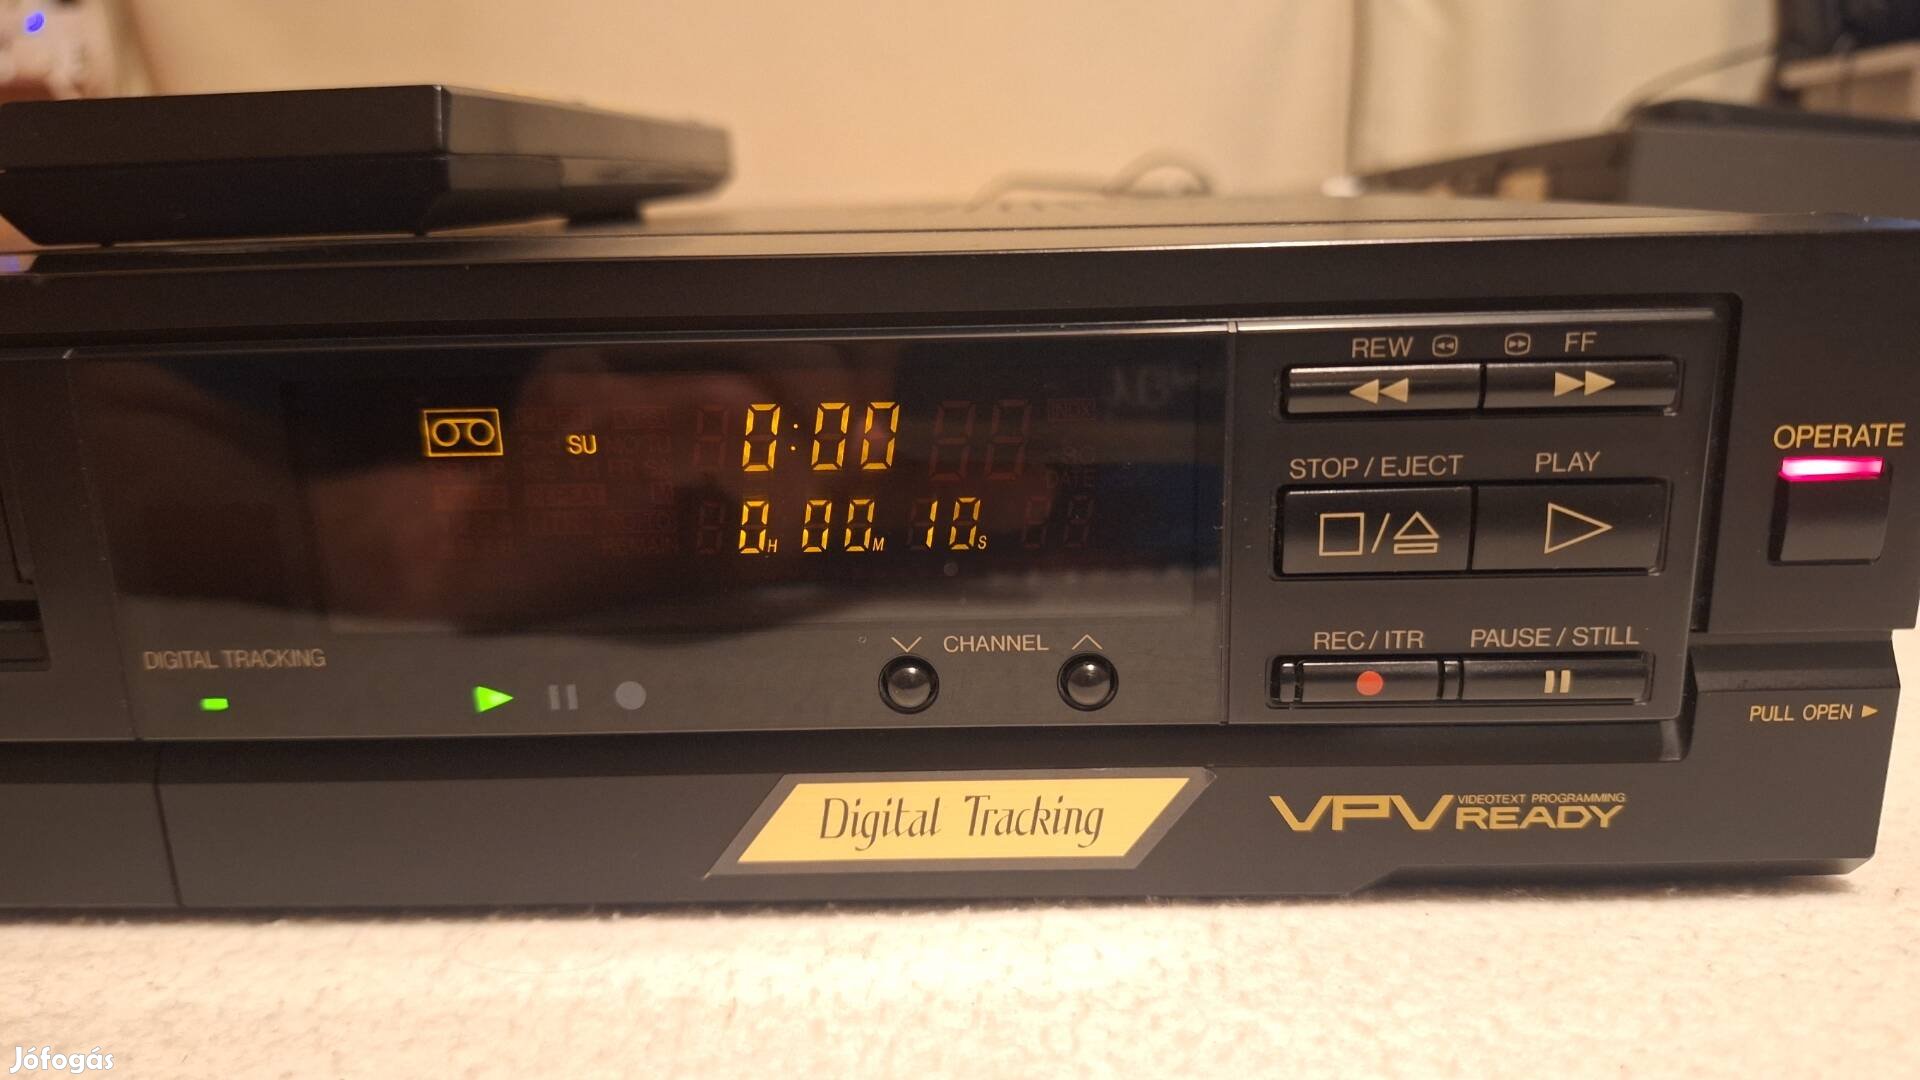 REW FF
OPERATE
SU 0:00
0H 00M 10S
STOP / EJECT PLAY
DIGITAL TRACKING
CHANNEL
REC / ITR PAUSE / STILL
PULL OPEN
Digital Tracking
VPV VIDEOTEXT PROGRAMMING
READY
Jófogás